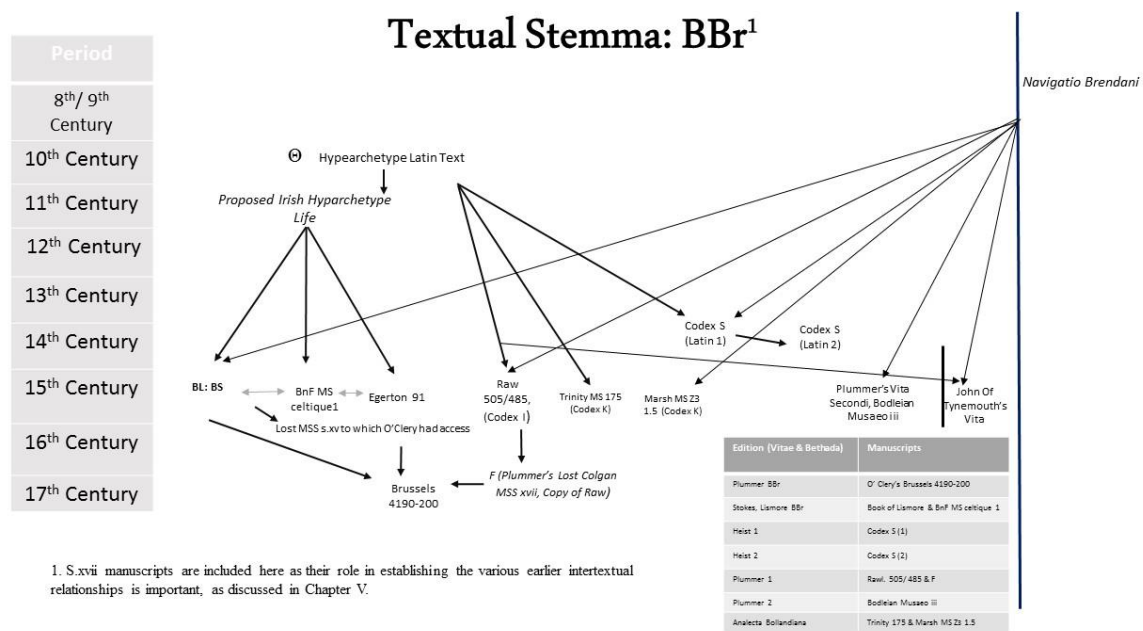 Textual Stemma: BBr1
Period
8th/ 9th
Century
10th Century
11th Century
12th Century
13th Century
14th Century
15th Century
16th Century
17th Century
Navigatio Brendani
Θ Hypearchetype Latin Text
Proposed Irish Hyparchetype
Life
Codex S
(Latin 1)
Codex S
(Latin 2)
BL: BS
BnF MS
celtique1
Egerton 91
Raw
505/485,
(Codex I)
Trinity MS 175
(Codex K)
Marsh MS Z3
1.5 (Codex K)
Plummer's Vita
Secondi, Bodleian
Musaeo iii
John Of
Tynemouth's
Vita
Lost MSS s.xv to which O'Clery had access
Brussels
4190-200
F (Plummer's Lost Colgan
MSS xvii, Copy of Raw)
Edition (Vitae & Bethada) Manuscripts
Plummer BBr O' Clery's Brussels 4190-200
Stokes, Lismore BBr Book of Lismore & BnF MS celtique 1
Heist 1 Codex S (1)
Heist 2 Codex S (2)
Plummer 1 Rawl. 505/ 485 & F
Plummer 2 Bodleian Musaeo iii
Analecta Bollandiana Trinity 175 & Marsh MS Z3 1.5
1. S.xvii manuscripts are included here as their role in establishing the various earlier intertextual
relationships is important, as discussed in Chapter V.